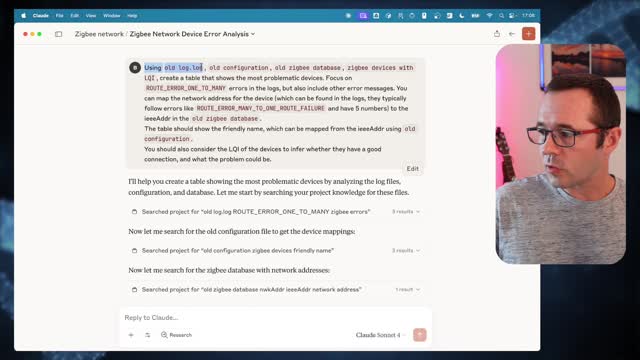 Claude File Edit View Window Help
17:06
Zigbee network / Zigbee Network Device Error Analysis
B
Using old log.log, old configuration, old zigbee database, zigbee devices with
LQI, create a table that shows the most problematic devices. Focus on
ROUTE_ERROR_ONE_TO_MANY errors in the logs, but also include other error messages. You
can map the network address for the device (which can be found in the logs, they typically
follow errors like ROUTE_ERROR_MANY_TO_ONE_ROUTE_FAILURE and have 5 numbers) to the
ieeeAddr in the old zigbee database.
The table should show the friendly name, which can be mapped from the ieeeAddr using old
configuration.
You should also consider the LQI of the devices to infer whether they have a good
connection, and what the problem could be.
Edit
I'll help you create a table showing the most problematic devices by analyzing the log files,
configuration, and database. Let me start by searching your project knowledge for these files.
Searched project for "old log.log ROUTE_ERROR_ONE_TO_MANY zigbee errors" 3 results
Now let me search for the old configuration file to get the device mappings:
Searched project for "old configuration zigbee devices friendly name" 3 results
Now let me search for the zigbee database with network addresses:
Searched project for "old zigbee database nwkAddr ieeeAddr network address" 1 result
Reply to Claude...
Research
Claude Sonnet 4